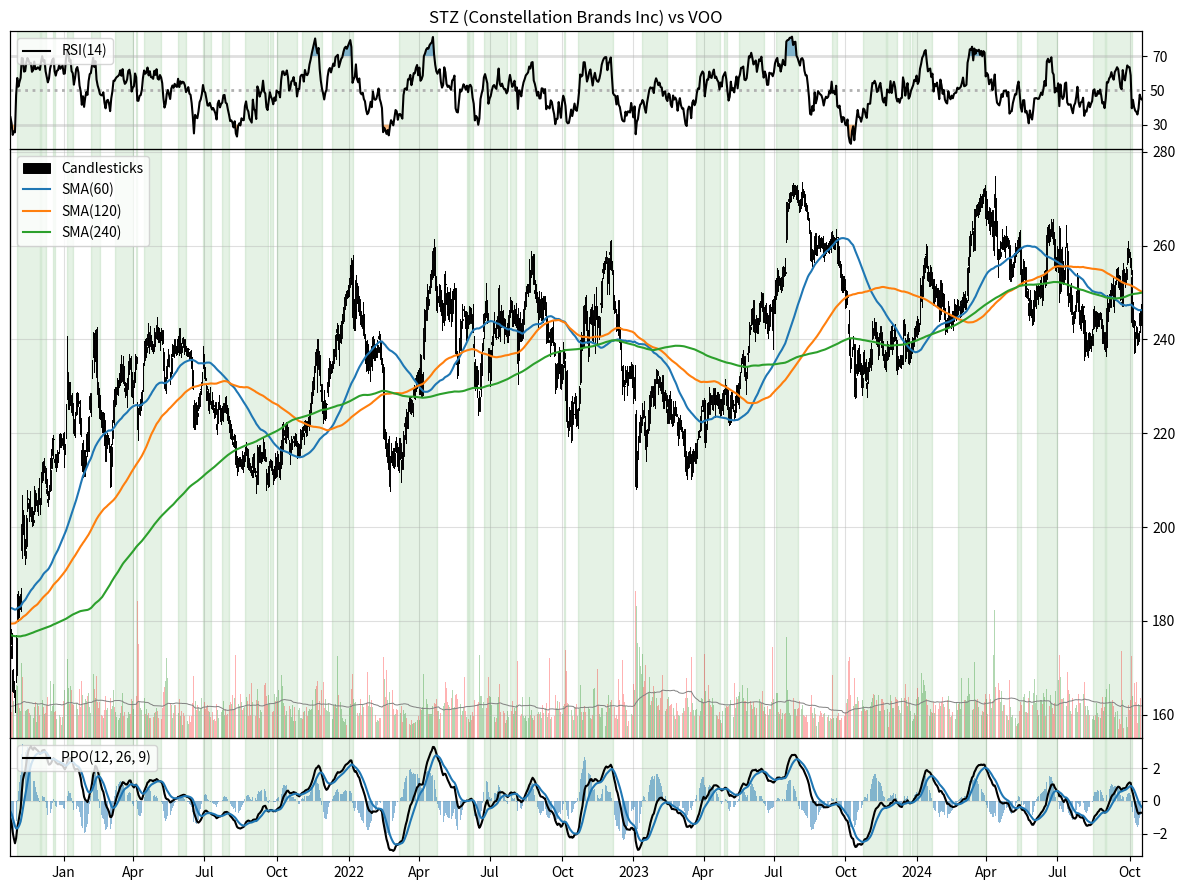 STZ (Constellation Brands Inc) vs VOO
RSI(14)
70
50
30
Candlesticks
SMA(60)
SMA(120)
SMA(240)
280
260
240
220
200
180
160
PPO(12, 26, 9)
2
0
−2
Jan Apr Jul Oct 2022 Apr Jul Oct 2023 Apr Jul Oct 2024 Apr Jul Oct